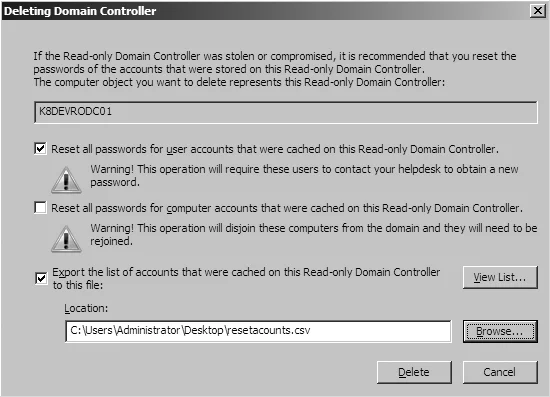 Deleting Domain Controller
If the Read-only Domain Controller was stolen or compromised, it is recommended that you reset the
passwords of the accounts that were stored on this Read-only Domain Controller.
The computer object you want to delete represents this Read-only Domain Controller:
K8DEVRODC01
Reset all passwords for user accounts that were cached on this Read-only Domain Controller.
Warning! This operation will require these users to contact your helpdesk to obtain a new
password.
Reset all passwords for computer accounts that were cached on this Read-only Domain Controller.
Warning! This operation will disjoin these computers from the domain and they will need to be
rejoined.
Export the list of accounts that were cached on this Read-only Domain Controller
to this file:
View List...
Location:
C:\Users\Administrator\Desktop\resetacounts.csv
Browse...
Delete
Cancel